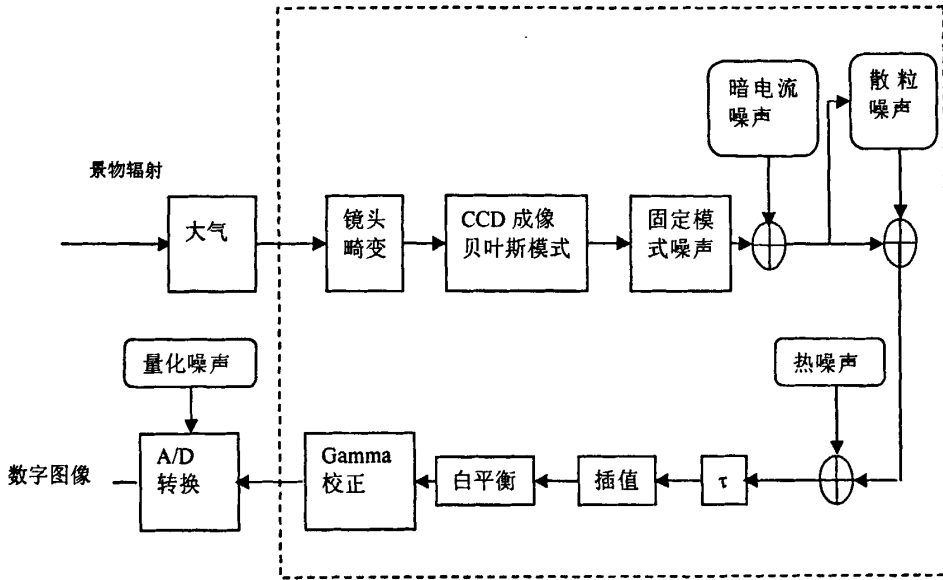 暗电流
噪声
散粒
噪声
景物辐射
大气
镜头
畸变
CCD 成像
贝叶斯模式
固定模
式噪声
量化噪声
热噪声
数字图像
A/D
转换
Gamma
校正
白平衡
插值
τ